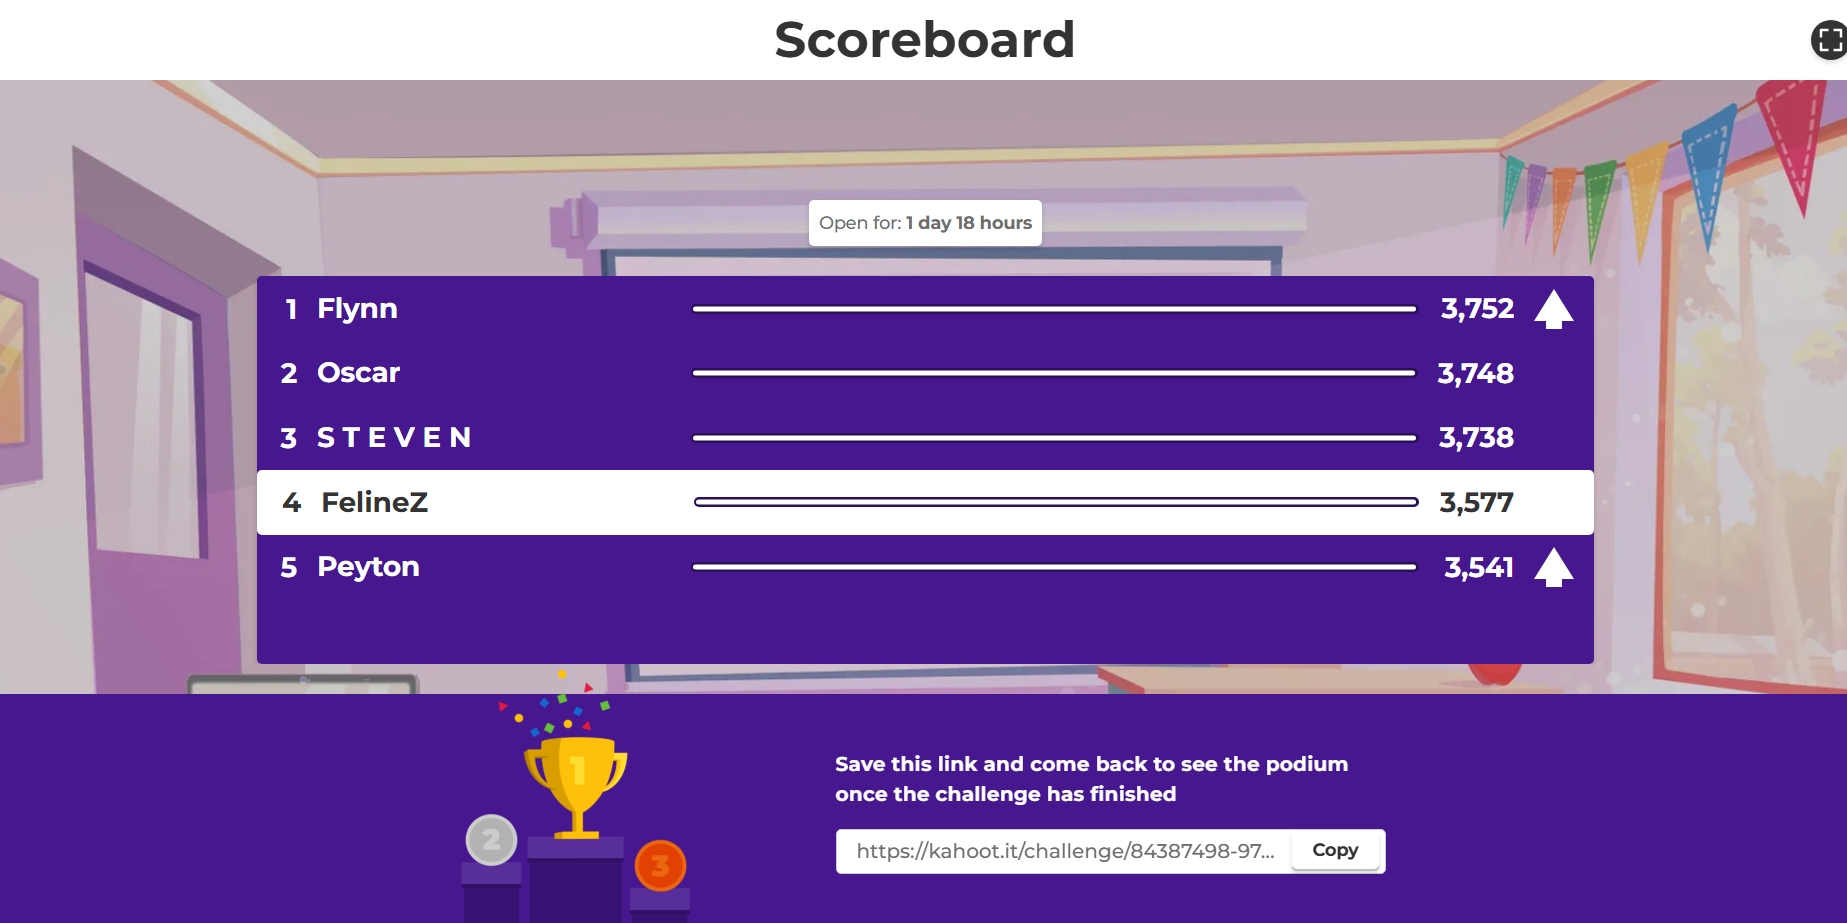 Scoreboard
Open for: 1 day 18 hours
1 Flynn 3,752
2 Oscar 3,748
3 S T E V E N 3,738
4 FelineZ 3,577
5 Peyton 3,541
1
2
3
Save this link and come back to see the podium
once the challenge has finished
https://kahoot.it/challenge/84387498-97... Copy